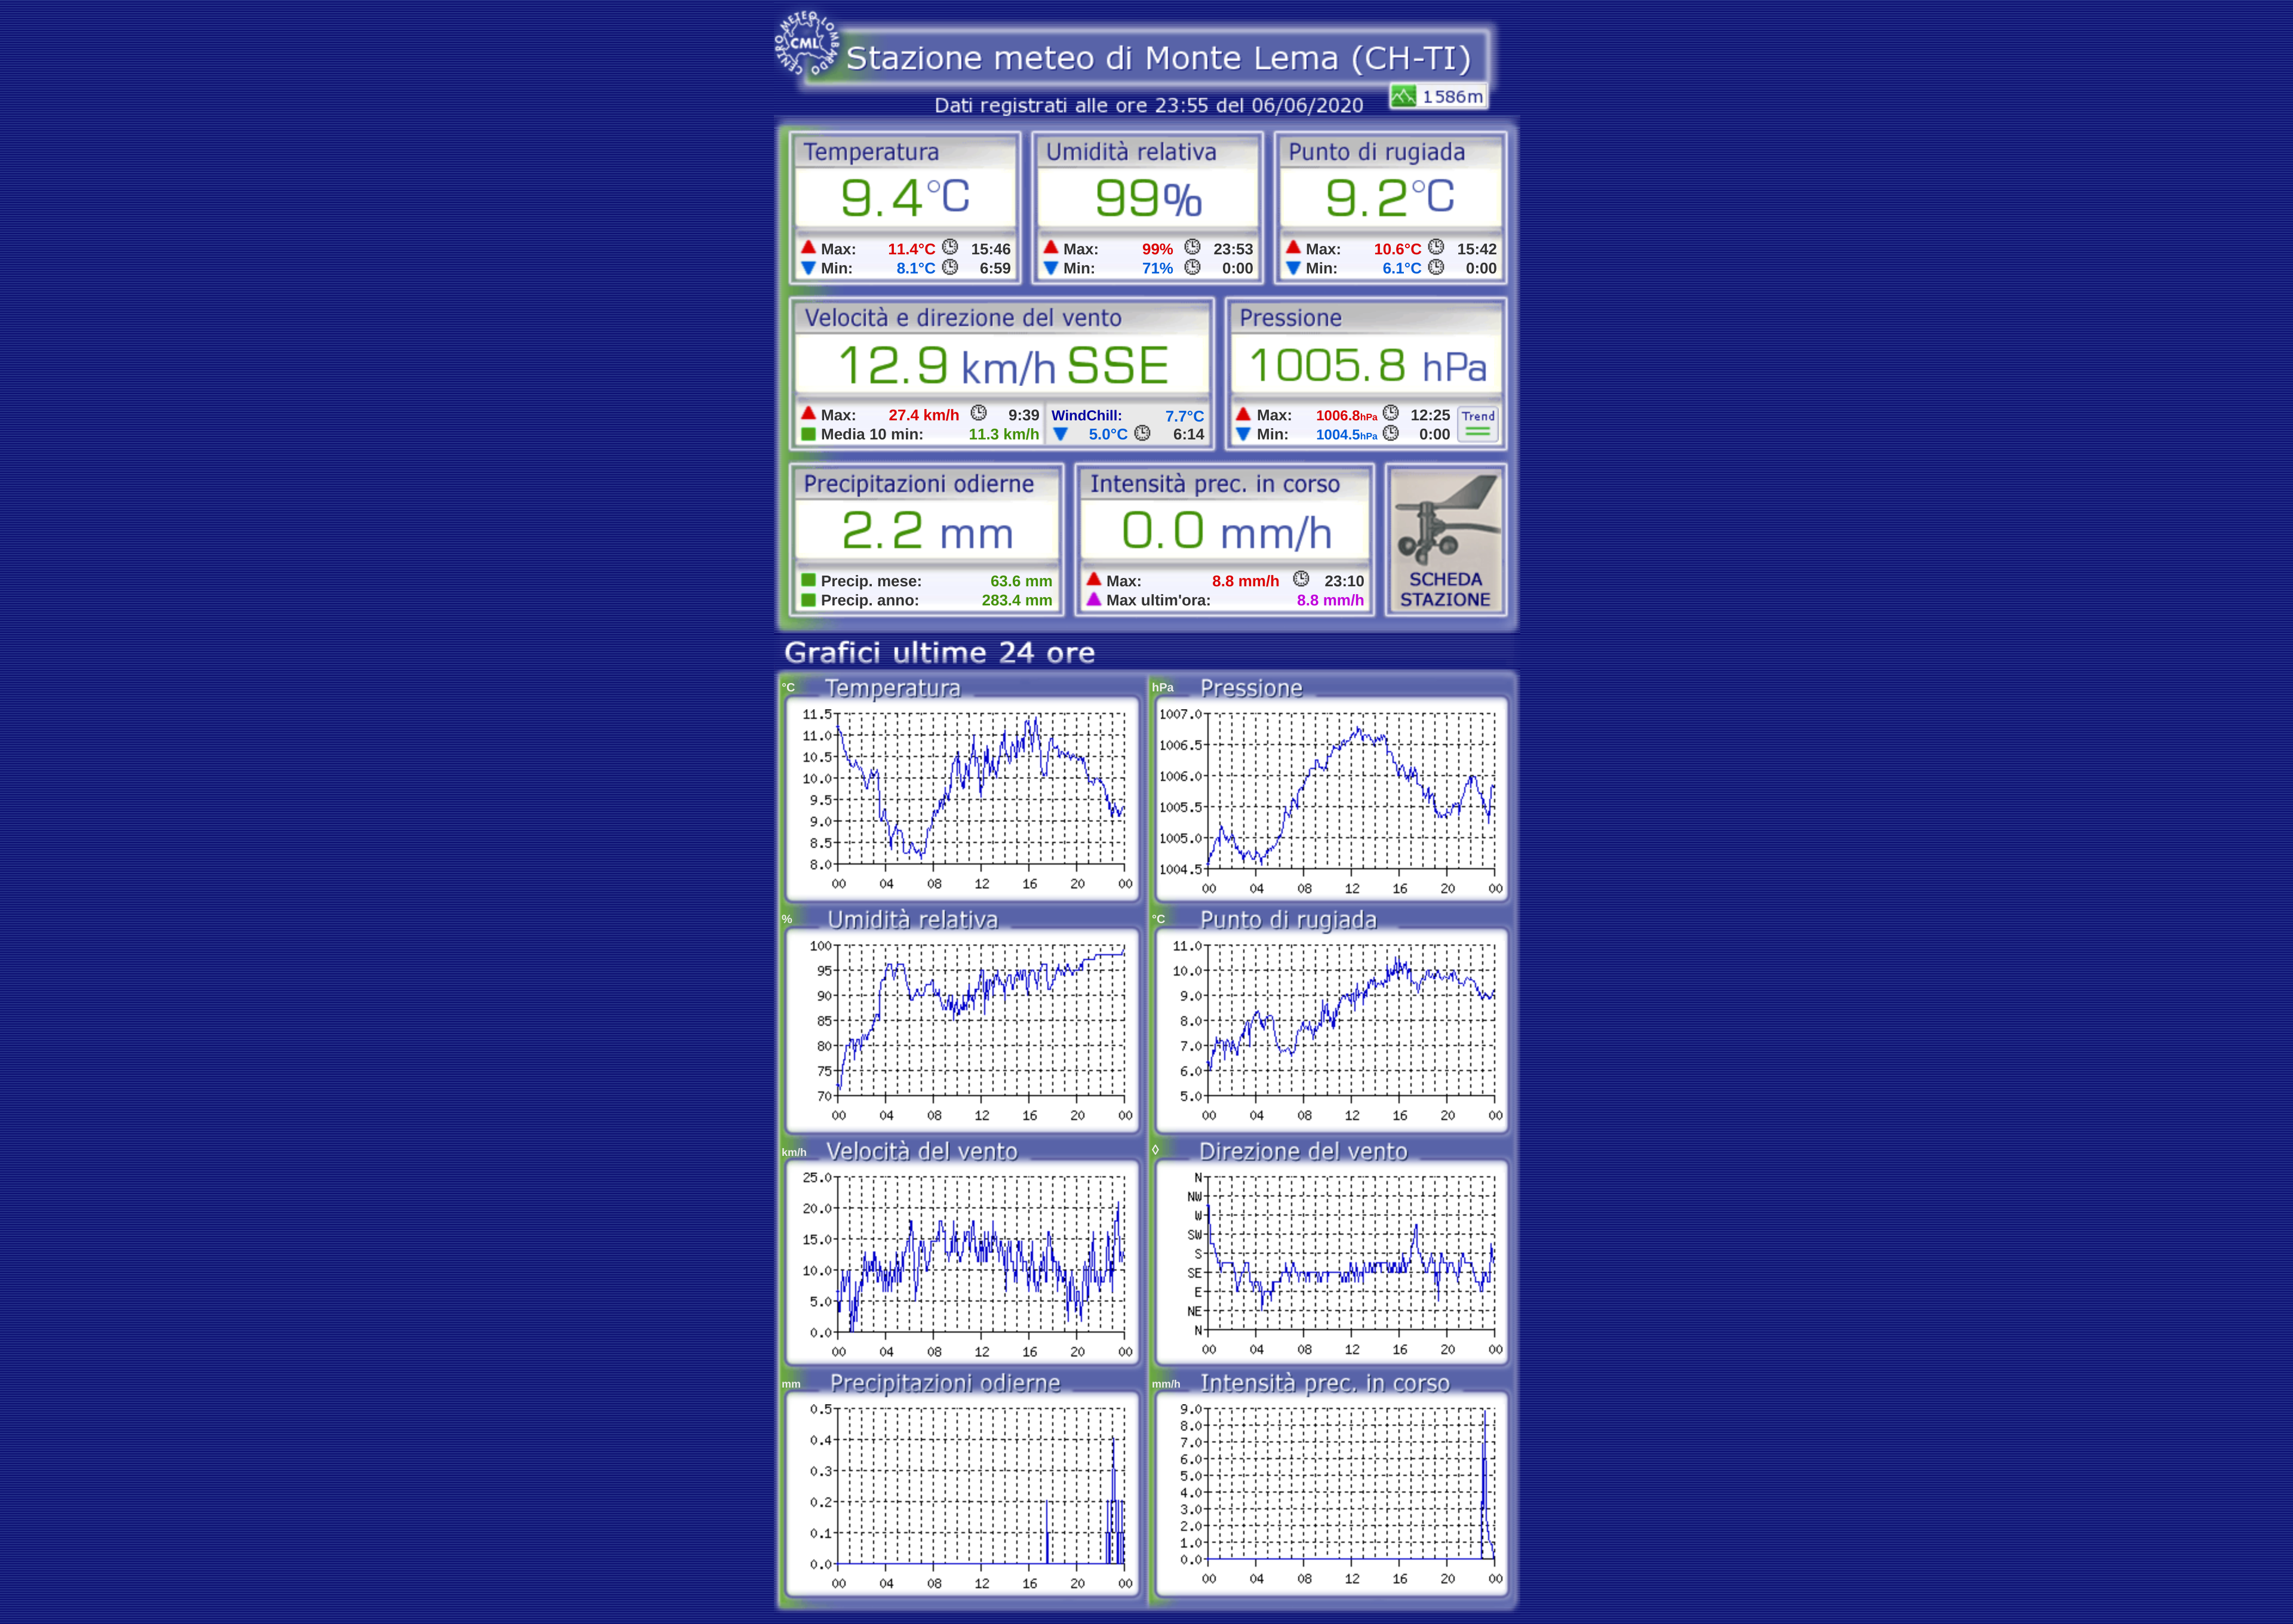 CENTRO METEO LOMBARDO
CML
Stazione meteo di Monte Lema (CH-TI)
1586m
Dati registrati alle ore 23:55 del 06/06/2020
Temperatura
9.4°C
Max: 11.4°C 15:46
Min: 8.1°C 6:59
Umidità relativa
99%
Max: 99% 23:53
Min: 71% 0:00
Punto di rugiada
9.2°C
Max: 10.6°C 15:42
Min: 6.1°C 0:00
Velocità e direzione del vento
12.9 km/h SSE
Max: 27.4 km/h 9:39
Media 10 min: 11.3 km/h
WindChill: 7.7°C
5.0°C 6:14
Pressione
1005.8 hPa
Max: 1006.8hPa 12:25
Min: 1004.5hPa 0:00
Trend
Precipitazioni odierne
2.2 mm
Precip. mese: 63.6 mm
Precip. anno: 283.4 mm
Intensità prec. in corso
0.0 mm/h
Max: 8.8 mm/h 23:10
Max ultim'ora: 8.8 mm/h
SCHEDA
STAZIONE
Grafici ultime 24 ore
°C Temperatura
11.5
11.0
10.5
10.0
9.5
9.0
8.5
8.0
00 04 08 12 16 20 00
hPa Pressione
1007.0
1006.5
1006.0
1005.5
1005.0
1004.5
00 04 08 12 16 20 00
% Umidità relativa
100
95
90
85
80
75
70
00 04 08 12 16 20 00
°C Punto di rugiada
11.0
10.0
9.0
8.0
7.0
6.0
5.0
00 04 08 12 16 20 00
km/h Velocità del vento
25.0
20.0
15.0
10.0
5.0
0.0
00 04 08 12 16 20 00
◊ Direzione del vento
N
NW
W
SW
S
SE
E
NE
N
00 04 08 12 16 20 00
mm Precipitazioni odierne
0.5
0.4
0.3
0.2
0.1
0.0
00 04 08 12 16 20 00
mm/h Intensità prec. in corso
9.0
8.0
7.0
6.0
5.0
4.0
3.0
2.0
1.0
0.0
00 04 08 12 16 20 00